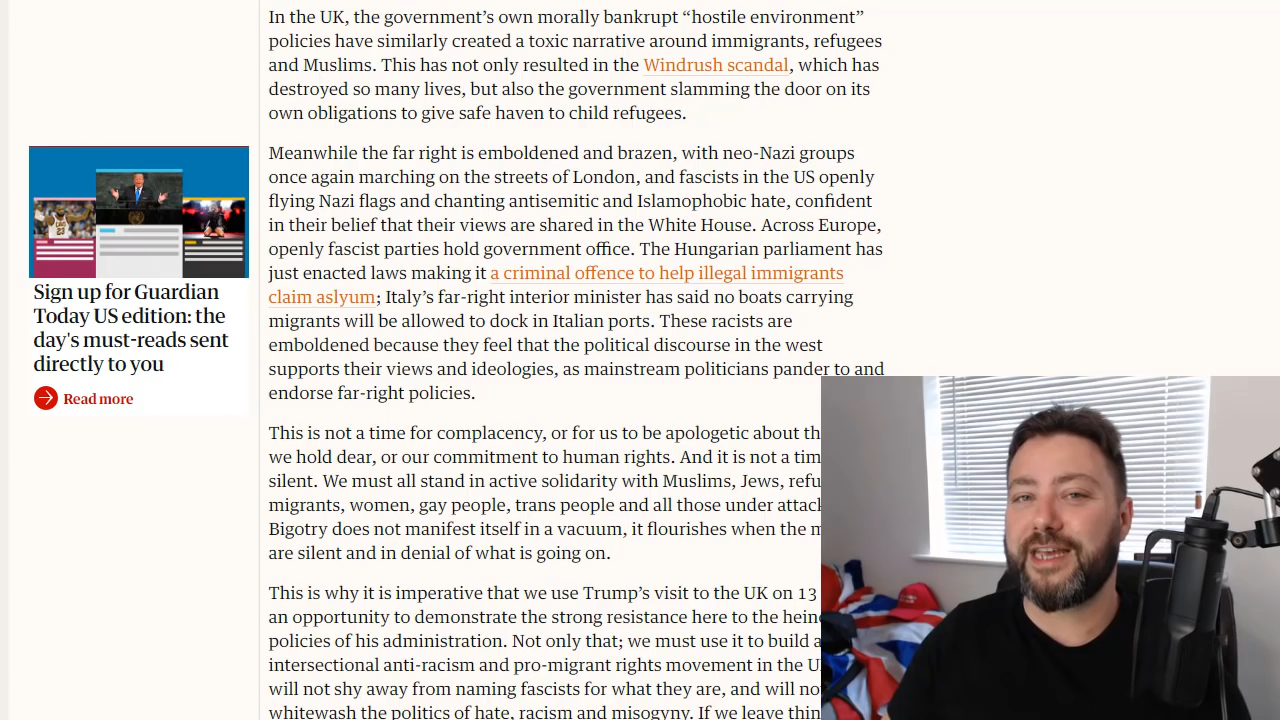 In the UK, the government’s own morally bankrupt “hostile environment”
policies have similarly created a toxic narrative around immigrants, refugees
and Muslims. This has not only resulted in the Windrush scandal, which has
destroyed so many lives, but also the government slamming the door on its
own obligations to give safe haven to child refugees.
Meanwhile the far right is emboldened and brazen, with neo-Nazi groups
once again marching on the streets of London, and fascists in the US openly
flying Nazi flags and chanting antisemitic and Islamophobic hate, confident
in their belief that their views are shared in the White House. Across Europe,
openly fascist parties hold government office. The Hungarian parliament has
just enacted laws making it a criminal offence to help illegal immigrants
claim aslyum; Italy’s far-right interior minister has said no boats carrying
migrants will be allowed to dock in Italian ports. These racists are
emboldened because they feel that the political discourse in the west
supports their views and ideologies, as mainstream politicians pander to and
endorse far-right policies.
This is not a time for complacency, or for us to be apologetic about th
we hold dear, or our commitment to human rights. And it is not a tim
silent. We must all stand in active solidarity with Muslims, Jews, refu
migrants, women, gay people, trans people and all those under attack
Bigotry does not manifest itself in a vacuum, it flourishes when the m
are silent and in denial of what is going on.
This is why it is imperative that we use Trump’s visit to the UK on 13
an opportunity to demonstrate the strong resistance here to the hein
policies of his administration. Not only that; we must use it to build a
intersectional anti-racism and pro-migrant rights movement in the U
will not shy away from naming fascists for what they are, and will no
whitewash the politics of hate, racism and misogyny. If we leave thin
Sign up for Guardian
Today US edition: the
day's must-reads sent
directly to you
Read more